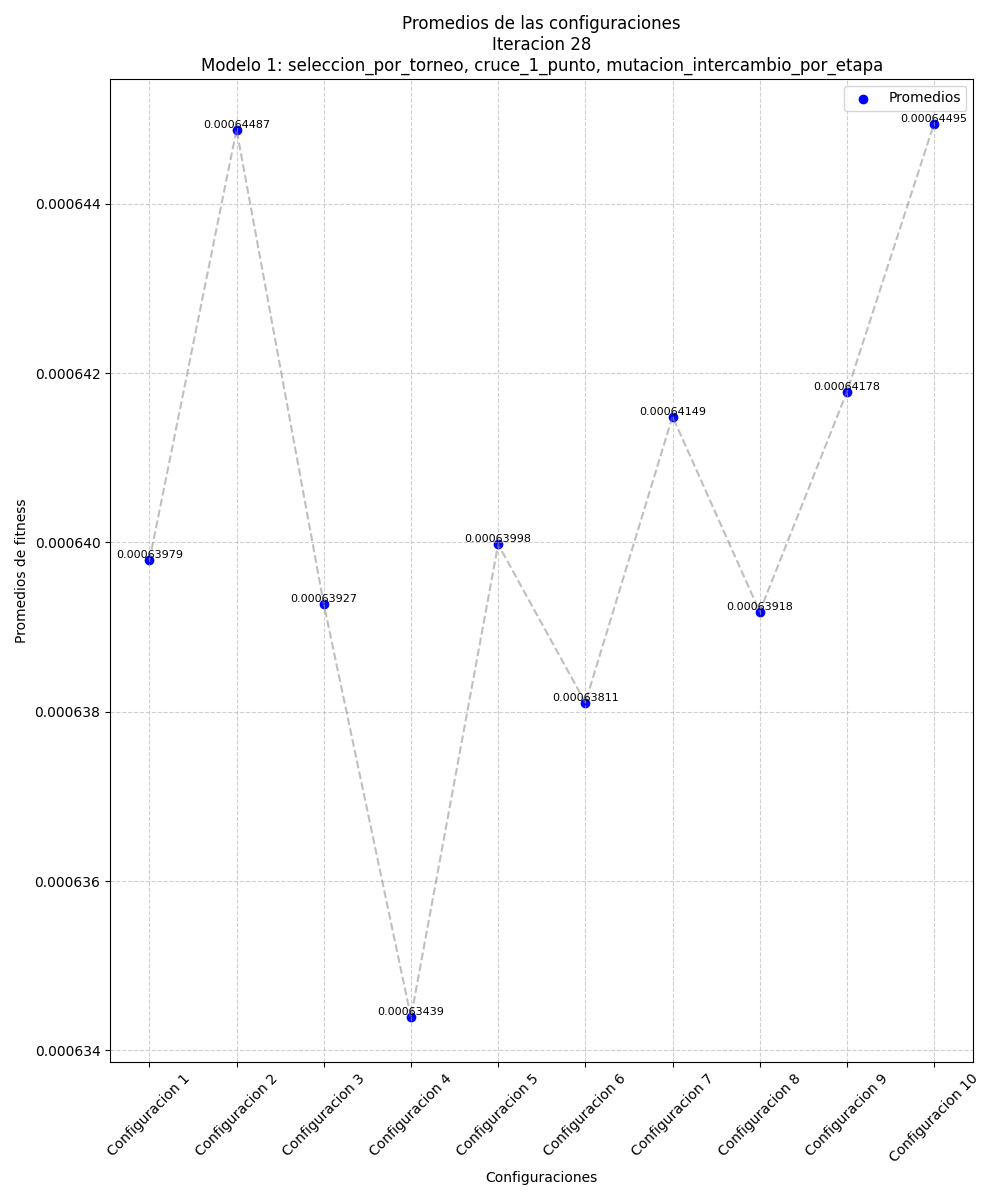 Promedios de las configuraciones
Iteracion 28
Modelo 1: seleccion_por_torneo, cruce_1_punto, mutacion_intercambio_por_etapa
Promedios
0.00064487
0.00064495
0.000644
0.000642
0.00064178
0.00064149
0.000640
0.00063998
0.00063979
0.00063927
0.00063918
0.00063811
0.000638
0.000636
0.00063439
0.000634
Promedios de fitness
Configuracion 1
Configuracion 2
Configuracion 3
Configuracion 4
Configuracion 5
Configuracion 6
Configuracion 7
Configuracion 8
Configuracion 9
Configuracion 10
Configuraciones